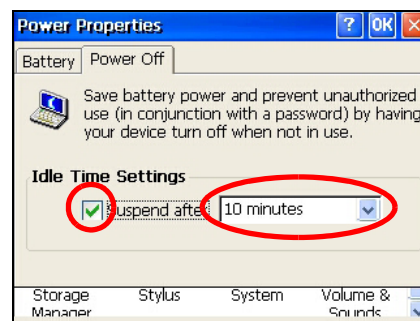 Power Properties ? OK
Battery Power Off
Save battery power and prevent unauthorized
use (in conjunction with a password) by having
your device turn off when not in use.
Idle Time Settings
Suspend after 10 minutes
Storage Stylus System Volume &
Manager Sounds